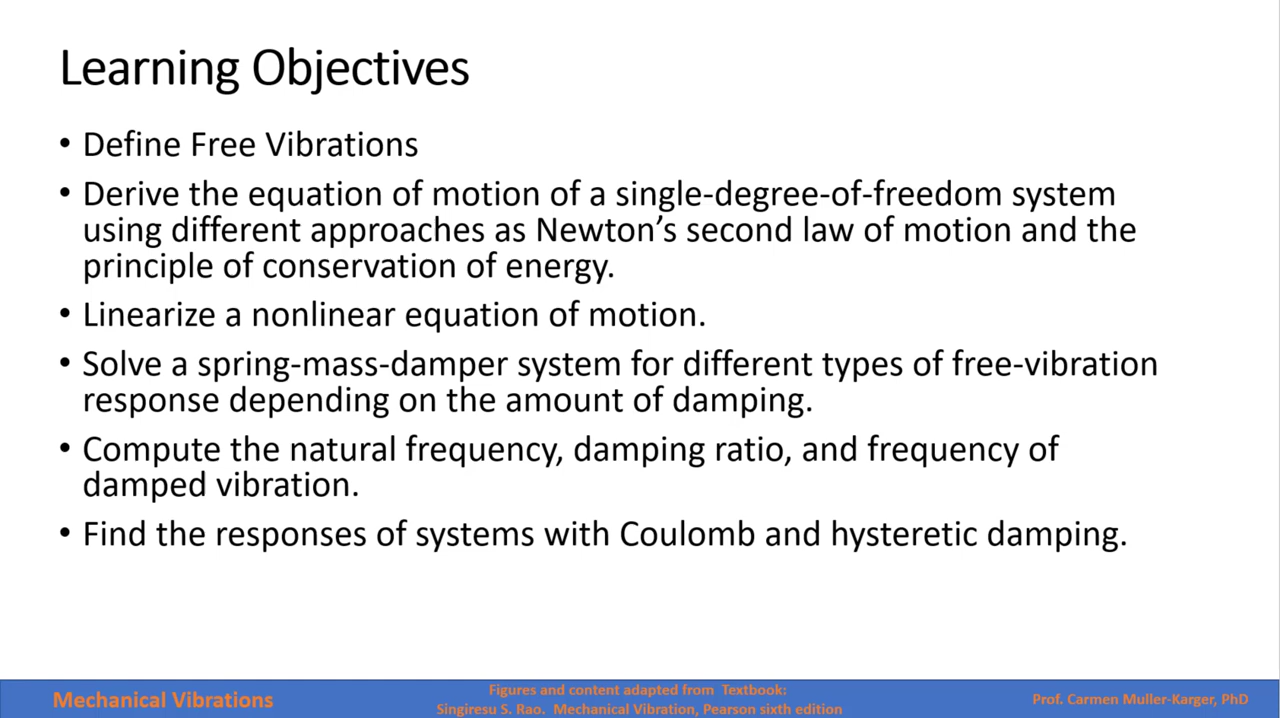 Learning Objectives
• Define Free Vibrations
• Derive the equation of motion of a single-degree-of-freedom system
using different approaches as Newton’s second law of motion and the
principle of conservation of energy.
• Linearize a nonlinear equation of motion.
• Solve a spring-mass-damper system for different types of free-vibration
response depending on the amount of damping.
• Compute the natural frequency, damping ratio, and frequency of
damped vibration.
• Find the responses of systems with Coulomb and hysteretic damping.
Mechanical Vibrations
Figures and content adapted from Textbook:
Singiresu S. Rao. Mechanical Vibration, Pearson sixth edition
Prof. Carmen Muller-Karger, PhD